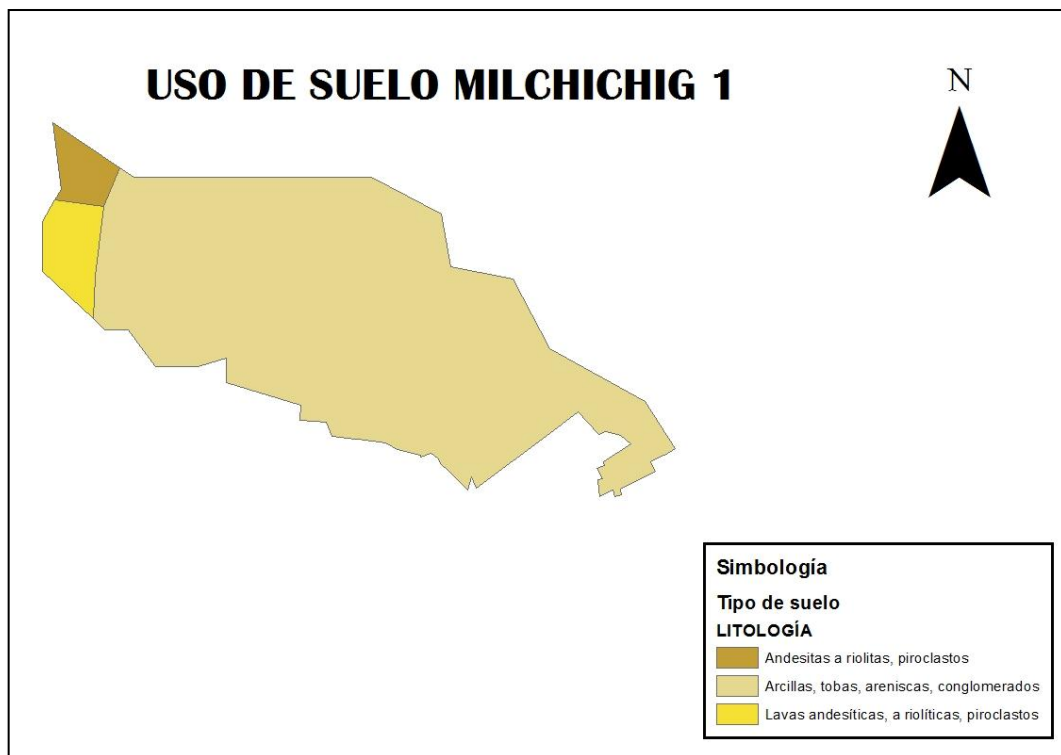 USO DE SUELO MILCHICHIG 1
N
Simbología
Tipo de suelo
LITOLOGÍA
Andesitas a riolitas, piroclastos
Arcillas, tobas, areniscas, conglomerados
Lavas andesíticas, a riolíticas, piroclastos